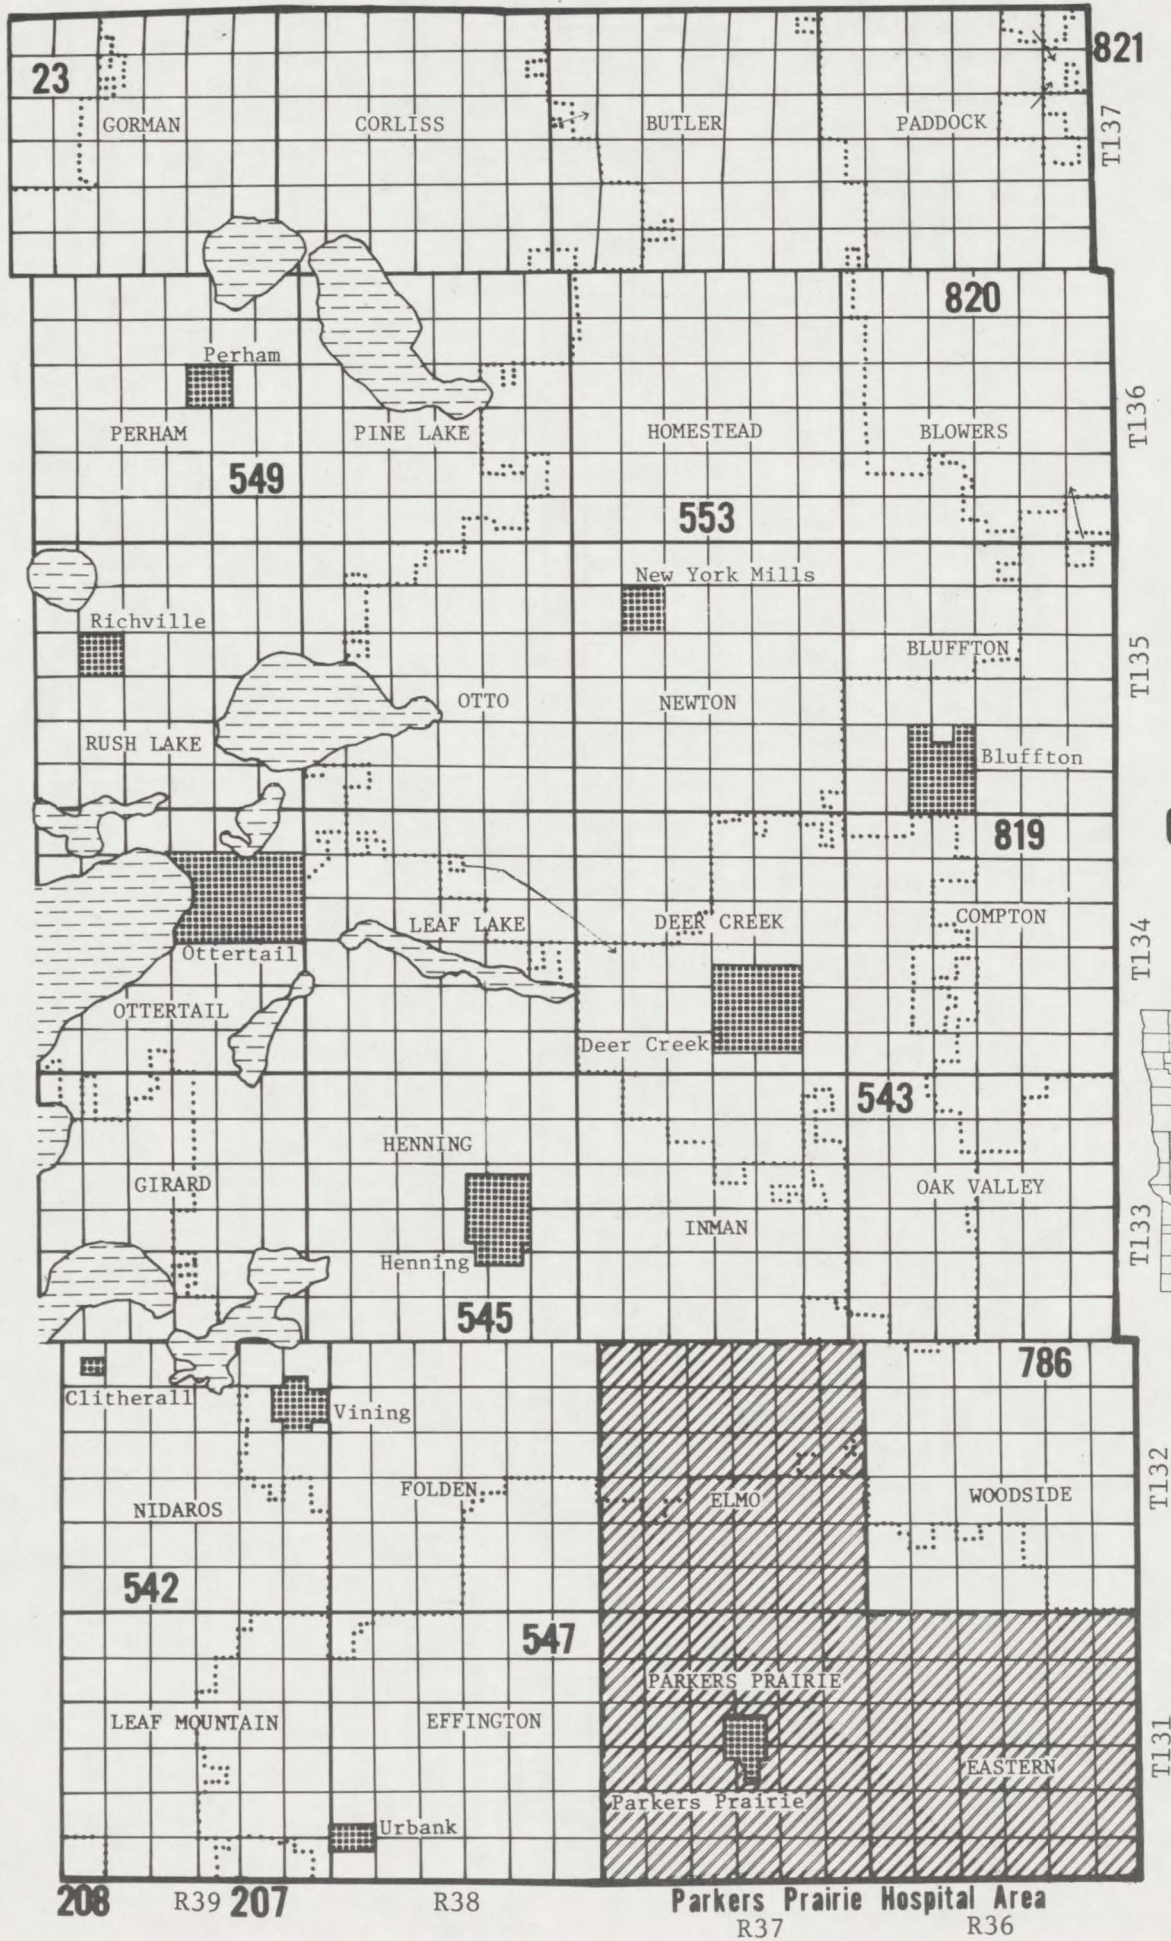 821
23
GORMAN
CORLISS
BUTLER
PADDOCK
T137
820
Perham
T136
PERHAM
PINE LAKE
HOMESTEAD
BLOWERS
549
553
New York Mills
Richville
BLUFFTON
T135
OTTO
NEWTON
RUSH LAKE
Bluffton
819
LEAF LAKE
DEER CREEK
COMPTON
Ottertail
T134
OTTERTAIL
Deer Creek
543
HENNING
GIRARD
OAK VALLEY
INMAN
T133
Henning
545
786
Clitherall
Vining
FOLDEN
ELMO
WOODSIDE
T132
NIDAROS
542
547
PARKERS PRAIRIE
LEAF MOUNTAIN
EFFINGTON
T131
EASTERN
Parkers Prairie
Urbank
208 R39 207 R38
Parkers Prairie Hospital Area
R37 R36